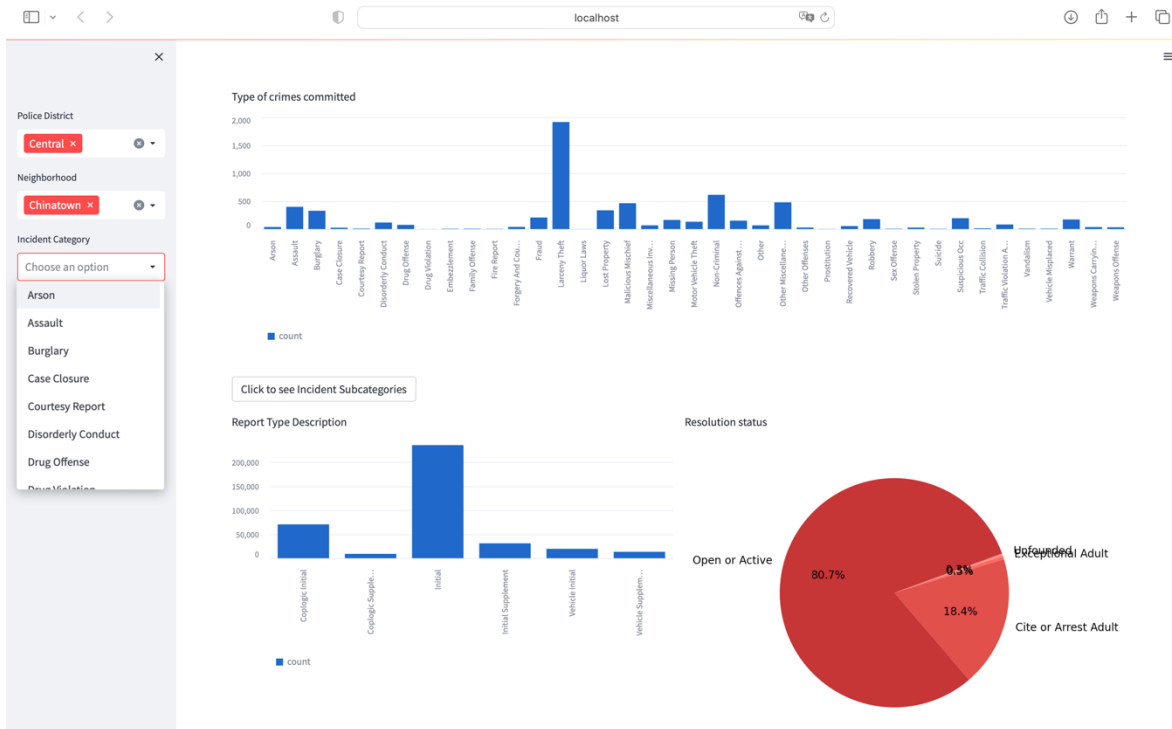 localhost
Police District
Central ×
Neighborhood
Chinatown ×
Incident Category
Choose an option
Arson
Assault
Burglary
Case Closure
Courtesy Report
Disorderly Conduct
Drug Offense
Drug Violation
Type of crimes committed
2,000
1,500
1,000
500
0
Arson
Assault
Burglary
Case Closure
Courtesy Report
Disorderly Conduct
Drug Offense
Drug Violation
Embezzlement
Family Offense
Fire Report
Forgery And Cou...
Fraud
Larceny Theft
Liquor Laws
Lost Property
Malicious Mischief
Miscellaneous Inv...
Missing Person
Motor Vehicle Theft
Non-Criminal
Offences Against ...
Other
Other Miscellane...
Other Offenses
Prostitution
Recovered Vehicle
Robbery
Sex Offense
Stolen Property
Suicide
Suspicious Occ
Traffic Collision
Traffic Violation A...
Vandalism
Vehicle Misplaced
Warrant
Weapons Carryin...
Weapons Offense
count
Click to see Incident Subcategories
Report Type Description
200,000
150,000
100,000
50,000
0
Coplogic Initial
Coplogic Supple...
Initial
Initial Supplement
Vehicle Initial
Vehicle Supplem...
count
Resolution status
Open or Active
80.7%
Unfounded
Exceptional Adult
18.4%
Cite or Arrest Adult